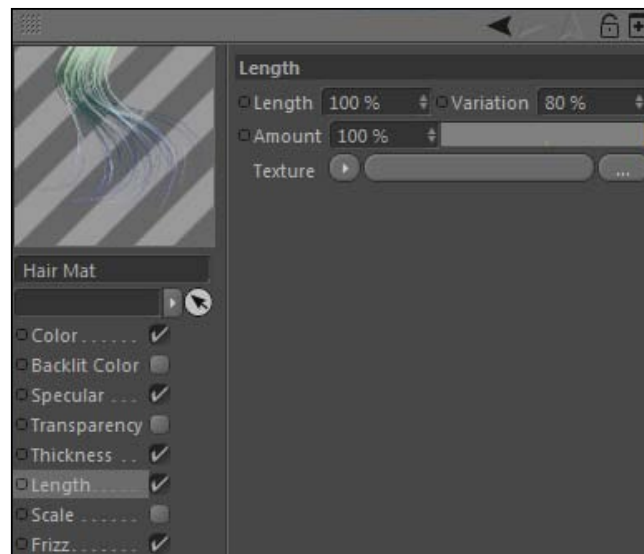 Length
Length 100 % Variation 80 %
Amount 100 %
Texture ...
Hair Mat
Color . . . . . .
Backlit Color
Specular . . .
Transparency
Thickness . .
Length. . . . .
Scale . . . . . .
Frizz. . . . . . .